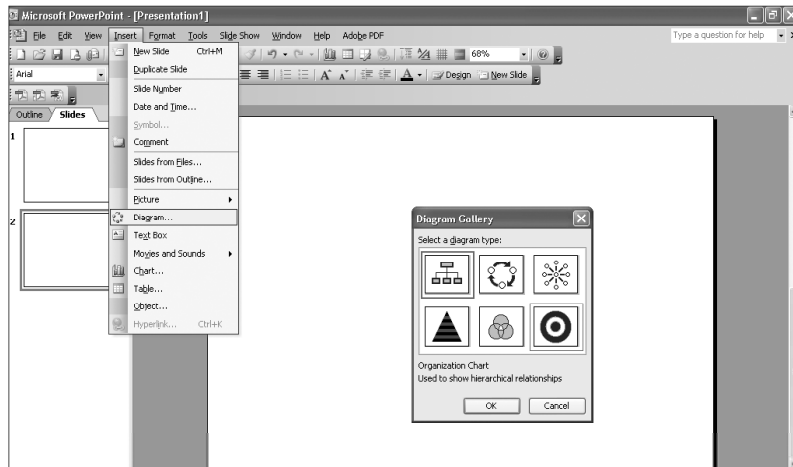 Microsoft PowerPoint - [Presentation1]
File Edit View Insert Format Tools Slide Show Window Help Adobe PDF
Type a question for help
68%
Arial
Design New Slide
Outline Slides
1
2
New Slide Ctrl+M
Duplicate Slide
Slide Number
Date and Time...
Symbol...
Comment
Slides from Files...
Slides from Outline...
Picture
Diagram...
Text Box
Movies and Sounds
Chart...
Table...
Object...
Hyperlink... Ctrl+K
Diagram Gallery
Select a diagram type:
Organization Chart
Used to show hierarchical relationships
OK Cancel